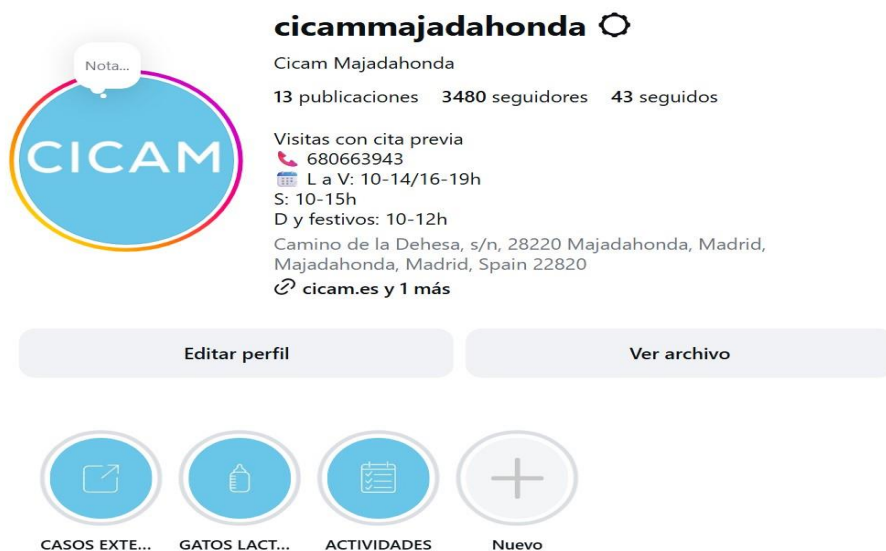 cicammajadahonda
Nota...
Cicam Majadahonda
13 publicaciones 3480 seguidores 43 seguidos
CICAM
Visitas con cita previa
680663943
L a V: 10-14/16-19h
S: 10-15h
D y festivos: 10-12h
Camino de la Dehesa, s/n, 28220 Majadahonda, Madrid,
Majadahonda, Madrid, Spain 22820
cicam.es y 1 más
Editar perfil Ver archivo
CASOS EXTE... GATOS LACT... ACTIVIDADES Nuevo